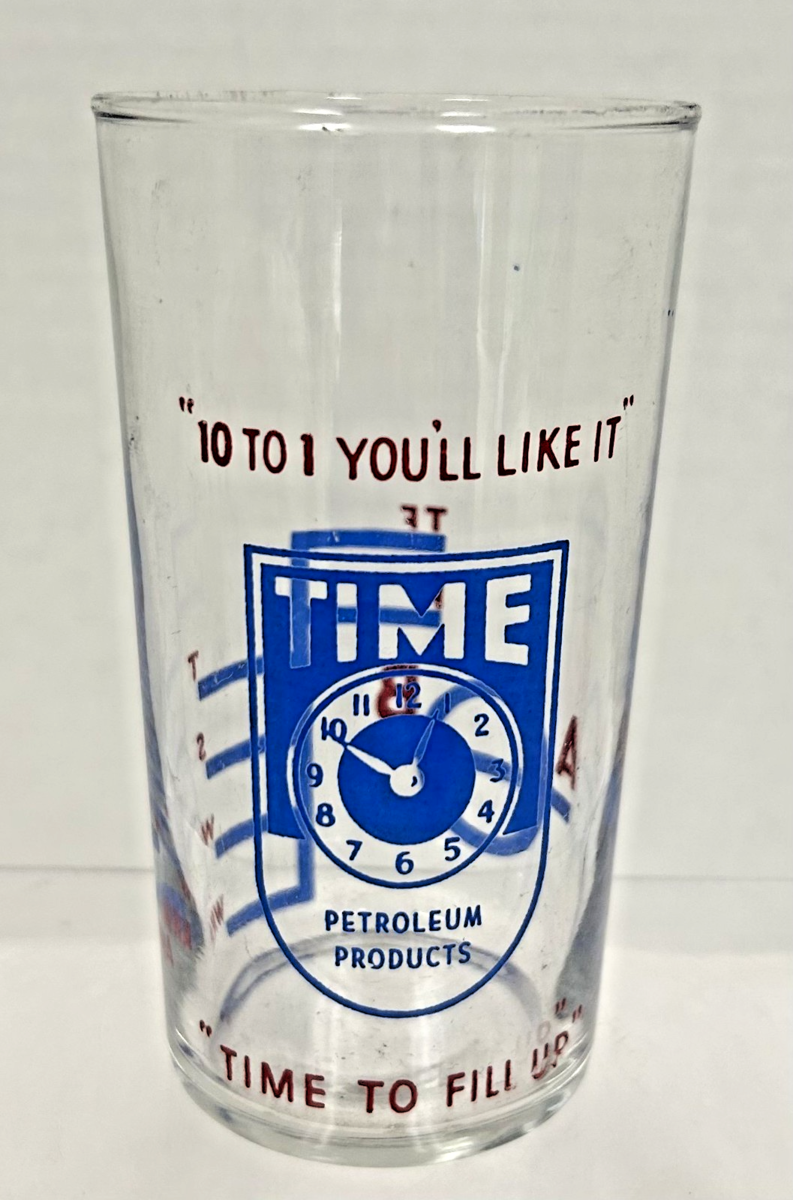 "10 TO 1 YOU'LL LIKE IT"
TIME
11 12 1
10 2
9 3
8 4
7 6 5
PETROLEUM
PRODUCTS
"TIME TO FILL UP"